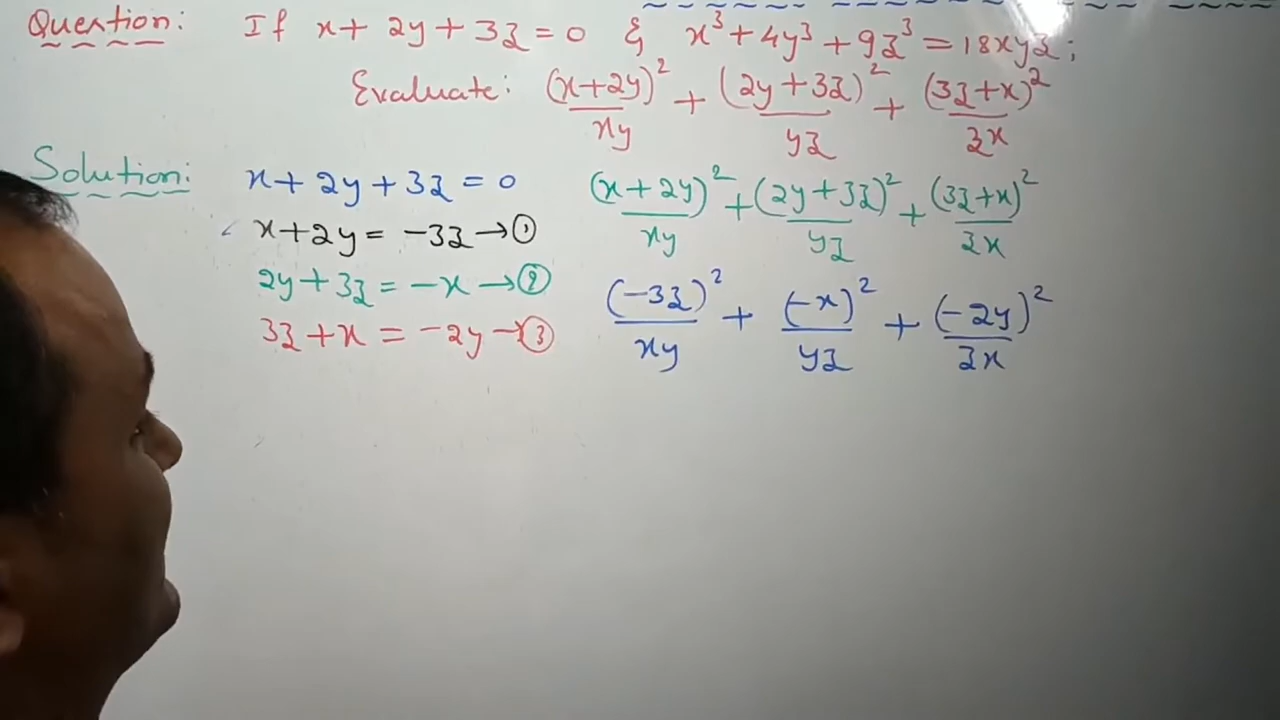 Question: If x + 2y + 3z = 0 & x³ + 4y³ + 9z³ = 18xyz;
Evaluate: (x+2y)²/xy + (2y+3z)²/yz + (3z+x)²/zx
Solution: x + 2y + 3z = 0
x + 2y = -3z → ①
2y + 3z = -x → ②
3z + x = -2y → ③
(x+2y)²/xy + (2y+3z)²/yz + (3z+x)²/zx
(-3z)²/xy + (-x)²/yz + (-2y)²/zx